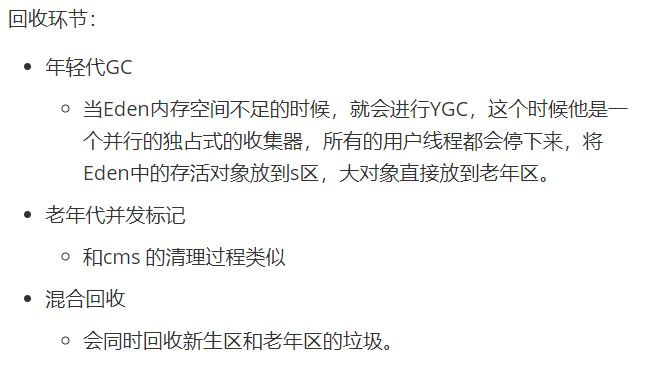 回收环节：
年轻代GC
当Eden内存空间不足的时候，就会进行YGC，这个时候他是一
个并行的独占式的收集器，所有的用户线程都会停下来，将
Eden中的存活对象放到s区，大对象直接放到老年区。
老年代并发标记
和cms 的清理过程类似
混合回收
会同时回收新生区和老年区的垃圾。